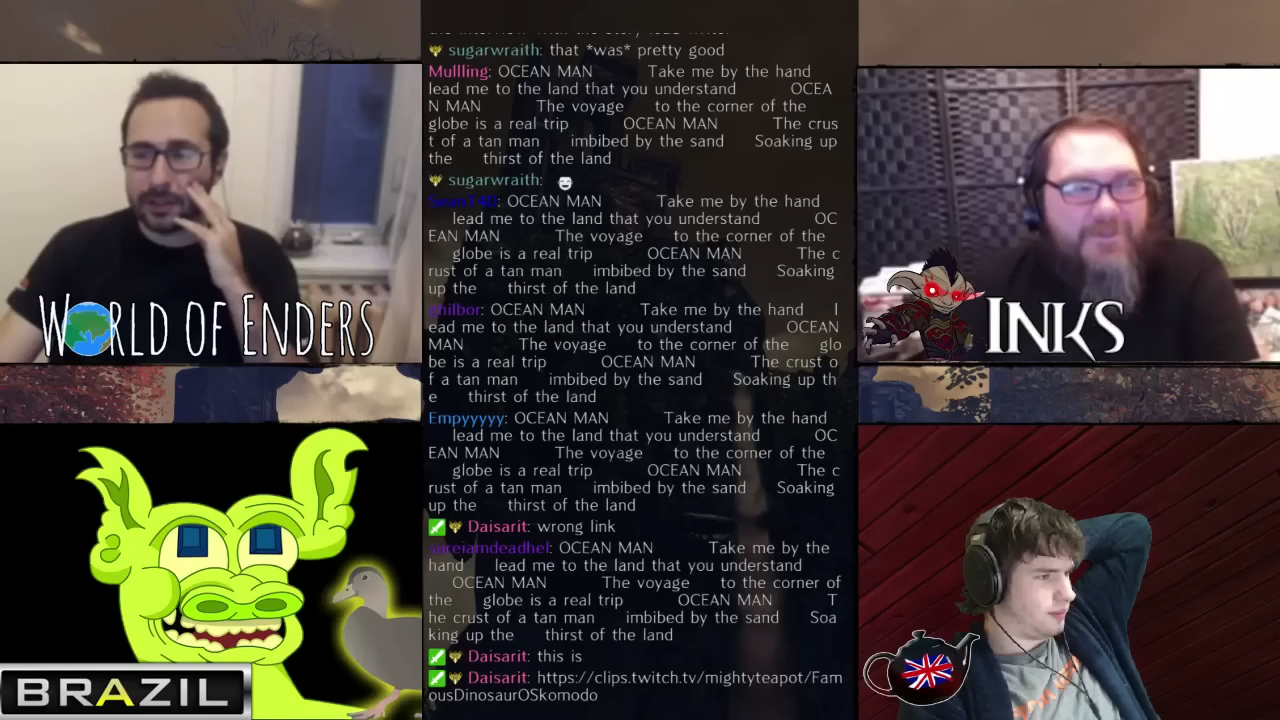 sugarwraith: that *was* pretty good
Mullling: OCEAN MAN Take me by the hand
lead me to the land that you understand OCEA
N MAN The voyage to the corner of the
globe is a real trip OCEAN MAN The crus
t of a tan man imbibed by the sand Soaking up
the thirst of the land
sugarwraith:
Sean140: OCEAN MAN Take me by the hand
lead me to the land that you understand OC
EAN MAN The voyage to the corner of the
globe is a real trip OCEAN MAN The c
rust of a tan man imbibed by the sand Soaking
up the thirst of the land
philbor: OCEAN MAN Take me by the hand l
ead me to the land that you understand OCEAN
MAN The voyage to the corner of the glo
be is a real trip OCEAN MAN The crust o
f a tan man imbibed by the sand Soaking up th
e thirst of the land
Empyyyyy: OCEAN MAN Take me by the hand
lead me to the land that you understand OC
EAN MAN The voyage to the corner of the
globe is a real trip OCEAN MAN The c
rust of a tan man imbibed by the sand Soaking
up the thirst of the land
Daisarit: wrong link
sureiamdeadhel: OCEAN MAN Take me by the
hand lead me to the land that you understand
OCEAN MAN The voyage to the corner of
the globe is a real trip OCEAN MAN T
he crust of a tan man imbibed by the sand Soa
king up the thirst of the land
Daisarit: this is
Daisarit: https://clips.twitch.tv/mightyteapot/Fam
ousDinosaurOSkomodo
WORLD OF ENDERS
INKS
BRAZIL